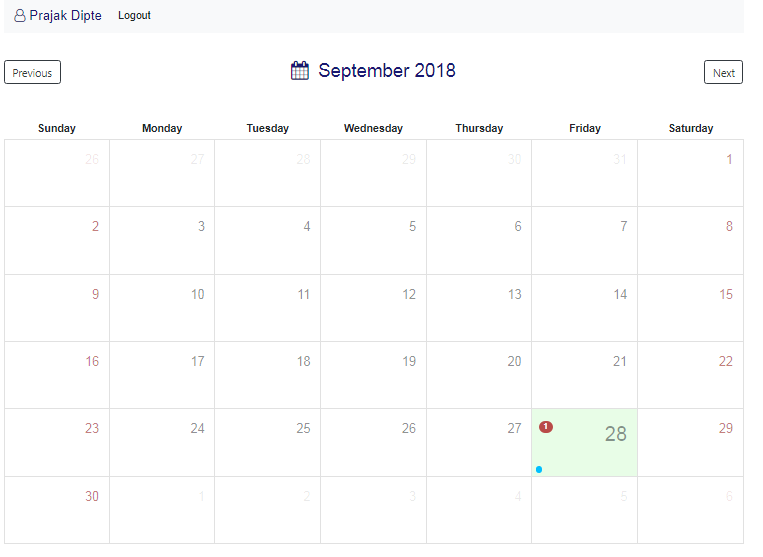 Prajak Dipte Logout
Previous September 2018 Next
Sunday Monday Tuesday Wednesday Thursday Friday Saturday
26 27 28 29 30 31 1
2 3 4 5 6 7 8
9 10 11 12 13 14 15
16 17 18 19 20 21 22
23 24 25 26 27 1 28 29
30 1 2 3 4 5 6